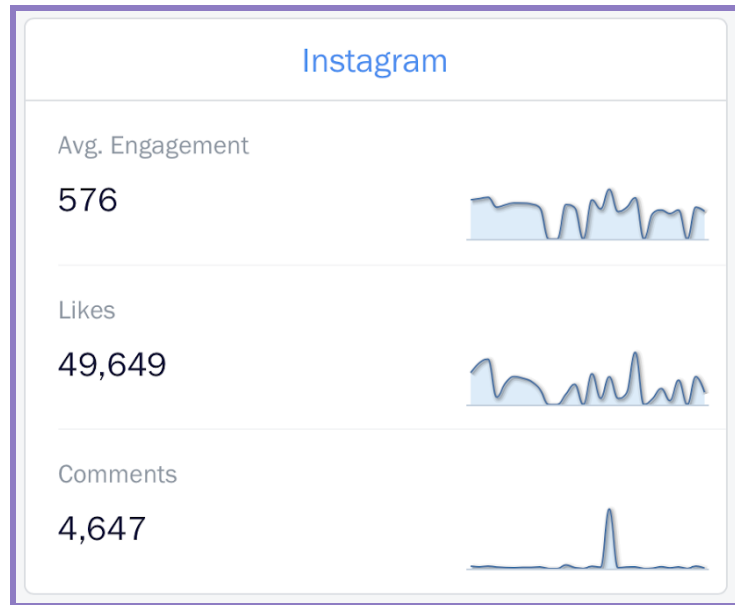 Instagram
Avg. Engagement
576
Likes
49,649
Comments
4,647